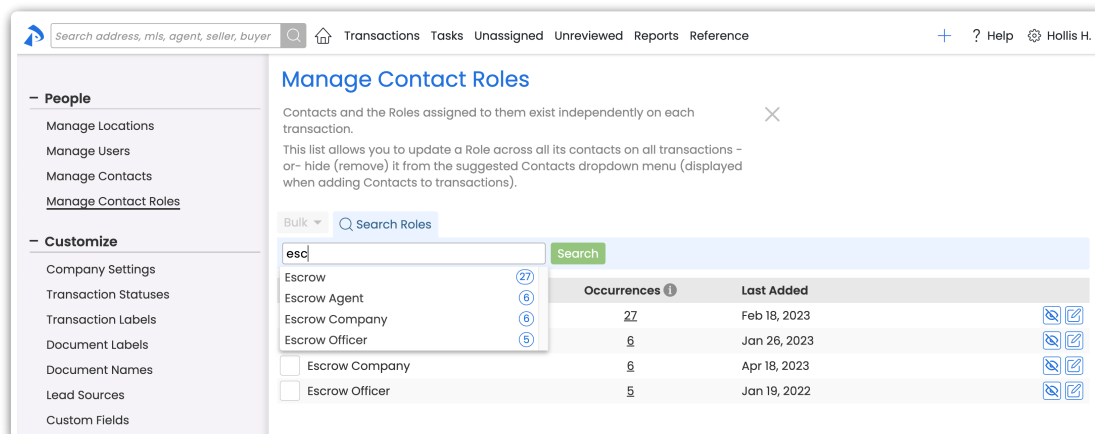 Search address, mls, agent, seller, buyer
Transactions Tasks Unassigned Unreviewed Reports Reference
+ ? Help Hollis H.
− People
Manage Locations
Manage Users
Manage Contacts
Manage Contact Roles
− Customize
Company Settings
Transaction Statuses
Transaction Labels
Document Labels
Document Names
Lead Sources
Custom Fields
Manage Contact Roles
Contacts and the Roles assigned to them exist independently on each
transaction.
This list allows you to update a Role across all its contacts on all transactions -
or- hide (remove) it from the suggested Contacts dropdown menu (displayed
when adding Contacts to transactions).
Bulk Search Roles
esc Search
Escrow 27
Escrow Agent 6
Escrow Company 6
Escrow Officer 5
Occurrences i Last Added
27 Feb 18, 2023
6 Jan 26, 2023
Escrow Company 6 Apr 18, 2023
Escrow Officer 5 Jan 19, 2022